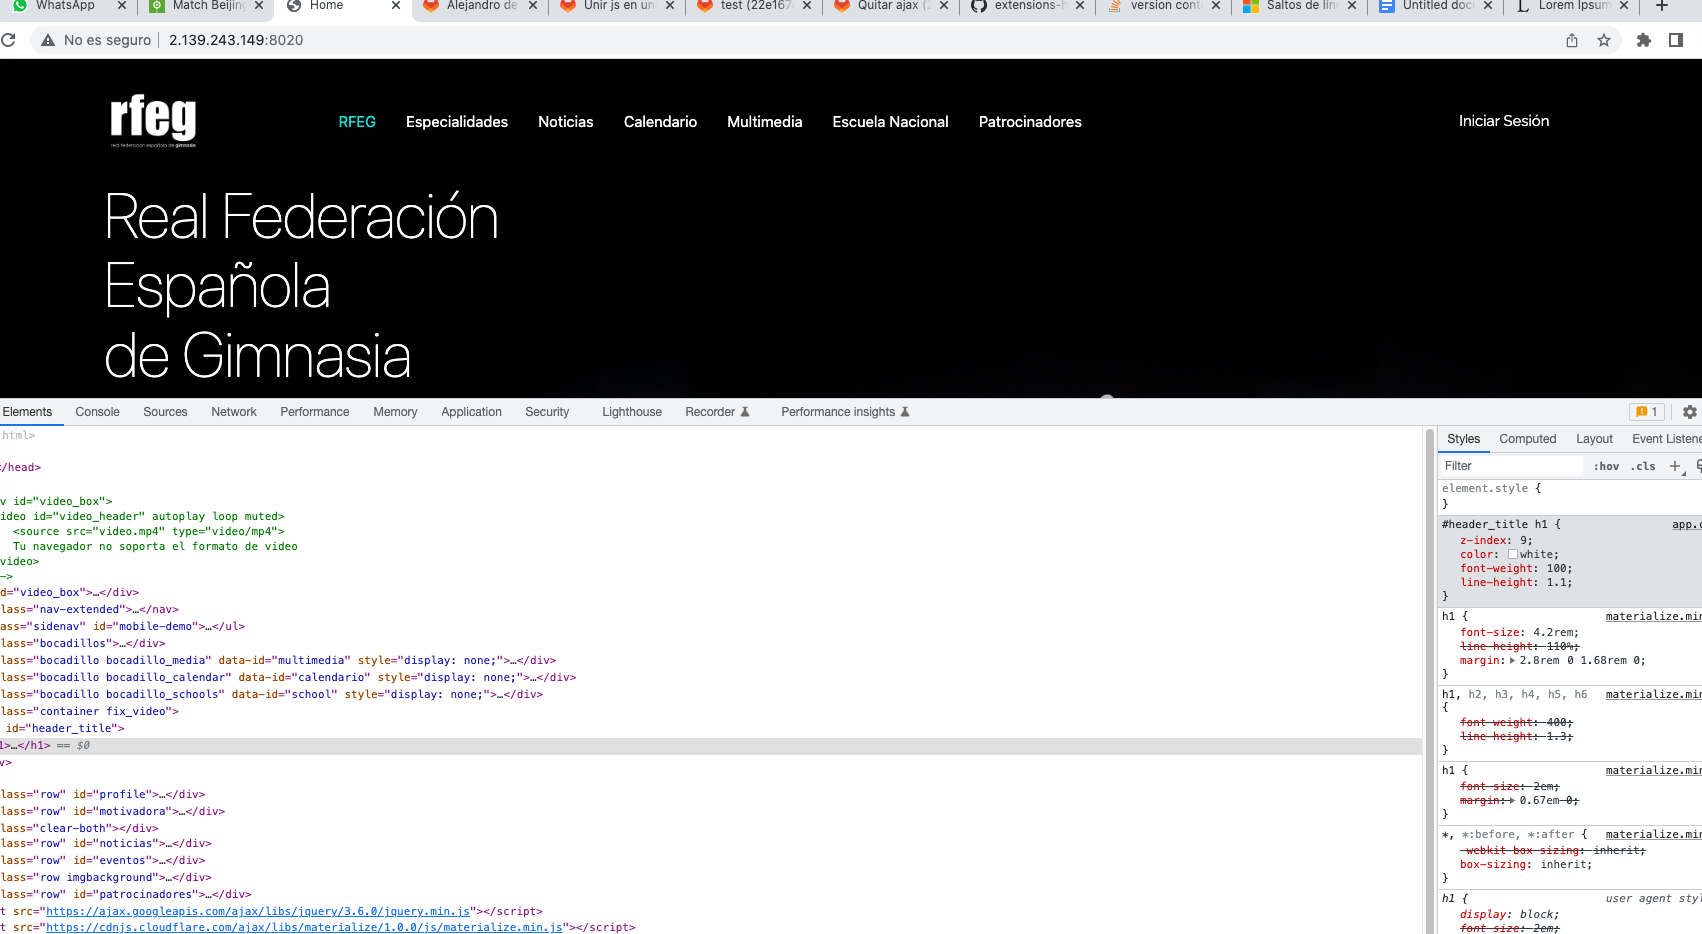 WhatsApp
Match Beijing
Home
Alejandro de
Unir js en un
test (22e167
Quitar ajax (2
extensions-h
version cont
Saltos de líne
Untitled doc
Lorem Ipsum
No es seguro 2.139.243.149:8020
rfeg
real federación española de gimnasia
RFEG Especialidades Noticias Calendario Multimedia Escuela Nacional Patrocinadores
Iniciar Sesión
Real Federación
Española
de Gimnasia
Elements Console Sources Network Performance Memory Application Security Lighthouse Recorder Performance insights 1
html>
/head>
v id="video_box">
ideo id="video_header" autoplay loop muted>
<source src="video.mp4" type="video/mp4">
Tu navegador no soporta el formato de video
video>
->
d="video_box">…</div>
lass="nav-extended">…</nav>
ass="sidenav" id="mobile-demo">…</ul>
lass="bocadillos">…</div>
lass="bocadillo bocadillo_media" data-id="multimedia" style="display: none;">…</div>
lass="bocadillo bocadillo_calendar" data-id="calendario" style="display: none;">…</div>
lass="bocadillo bocadillo_schools" data-id="school" style="display: none;">…</div>
lass="container fix_video">
id="header_title">
1>…</h1> == $0
v>
lass="row" id="profile">…</div>
lass="row" id="motivadora">…</div>
lass="clear-both"></div>
lass="row" id="noticias">…</div>
lass="row" id="eventos">…</div>
lass="row imgbackground">…</div>
lass="row" id="patrocinadores">…</div>
t src="https://ajax.googleapis.com/ajax/libs/jquery/3.6.0/jquery.min.js"></script>
t src="https://cdnjs.cloudflare.com/ajax/libs/materialize/1.0.0/js/materialize.min.js"></script>
Styles Computed Layout Event Listene
Filter :hov .cls +
element.style {
}
#header_title h1 { app.c
z-index: 9;
color: white;
font-weight: 100;
line-height: 1.1;
}
h1 { materialize.min
font-size: 4.2rem;
line-height: 110%;
margin: 2.8rem 0 1.68rem 0;
}
h1, h2, h3, h4, h5, h6 materialize.min
{
font-weight: 400;
line-height: 1.3;
}
h1 { materialize.min
font-size: 2em;
margin: 0.67em 0;
}
*, *:before, *:after { materialize.min
-webkit-box-sizing: inherit;
box-sizing: inherit;
}
h1 { user agent styl
display: block;
font-size: 2em;